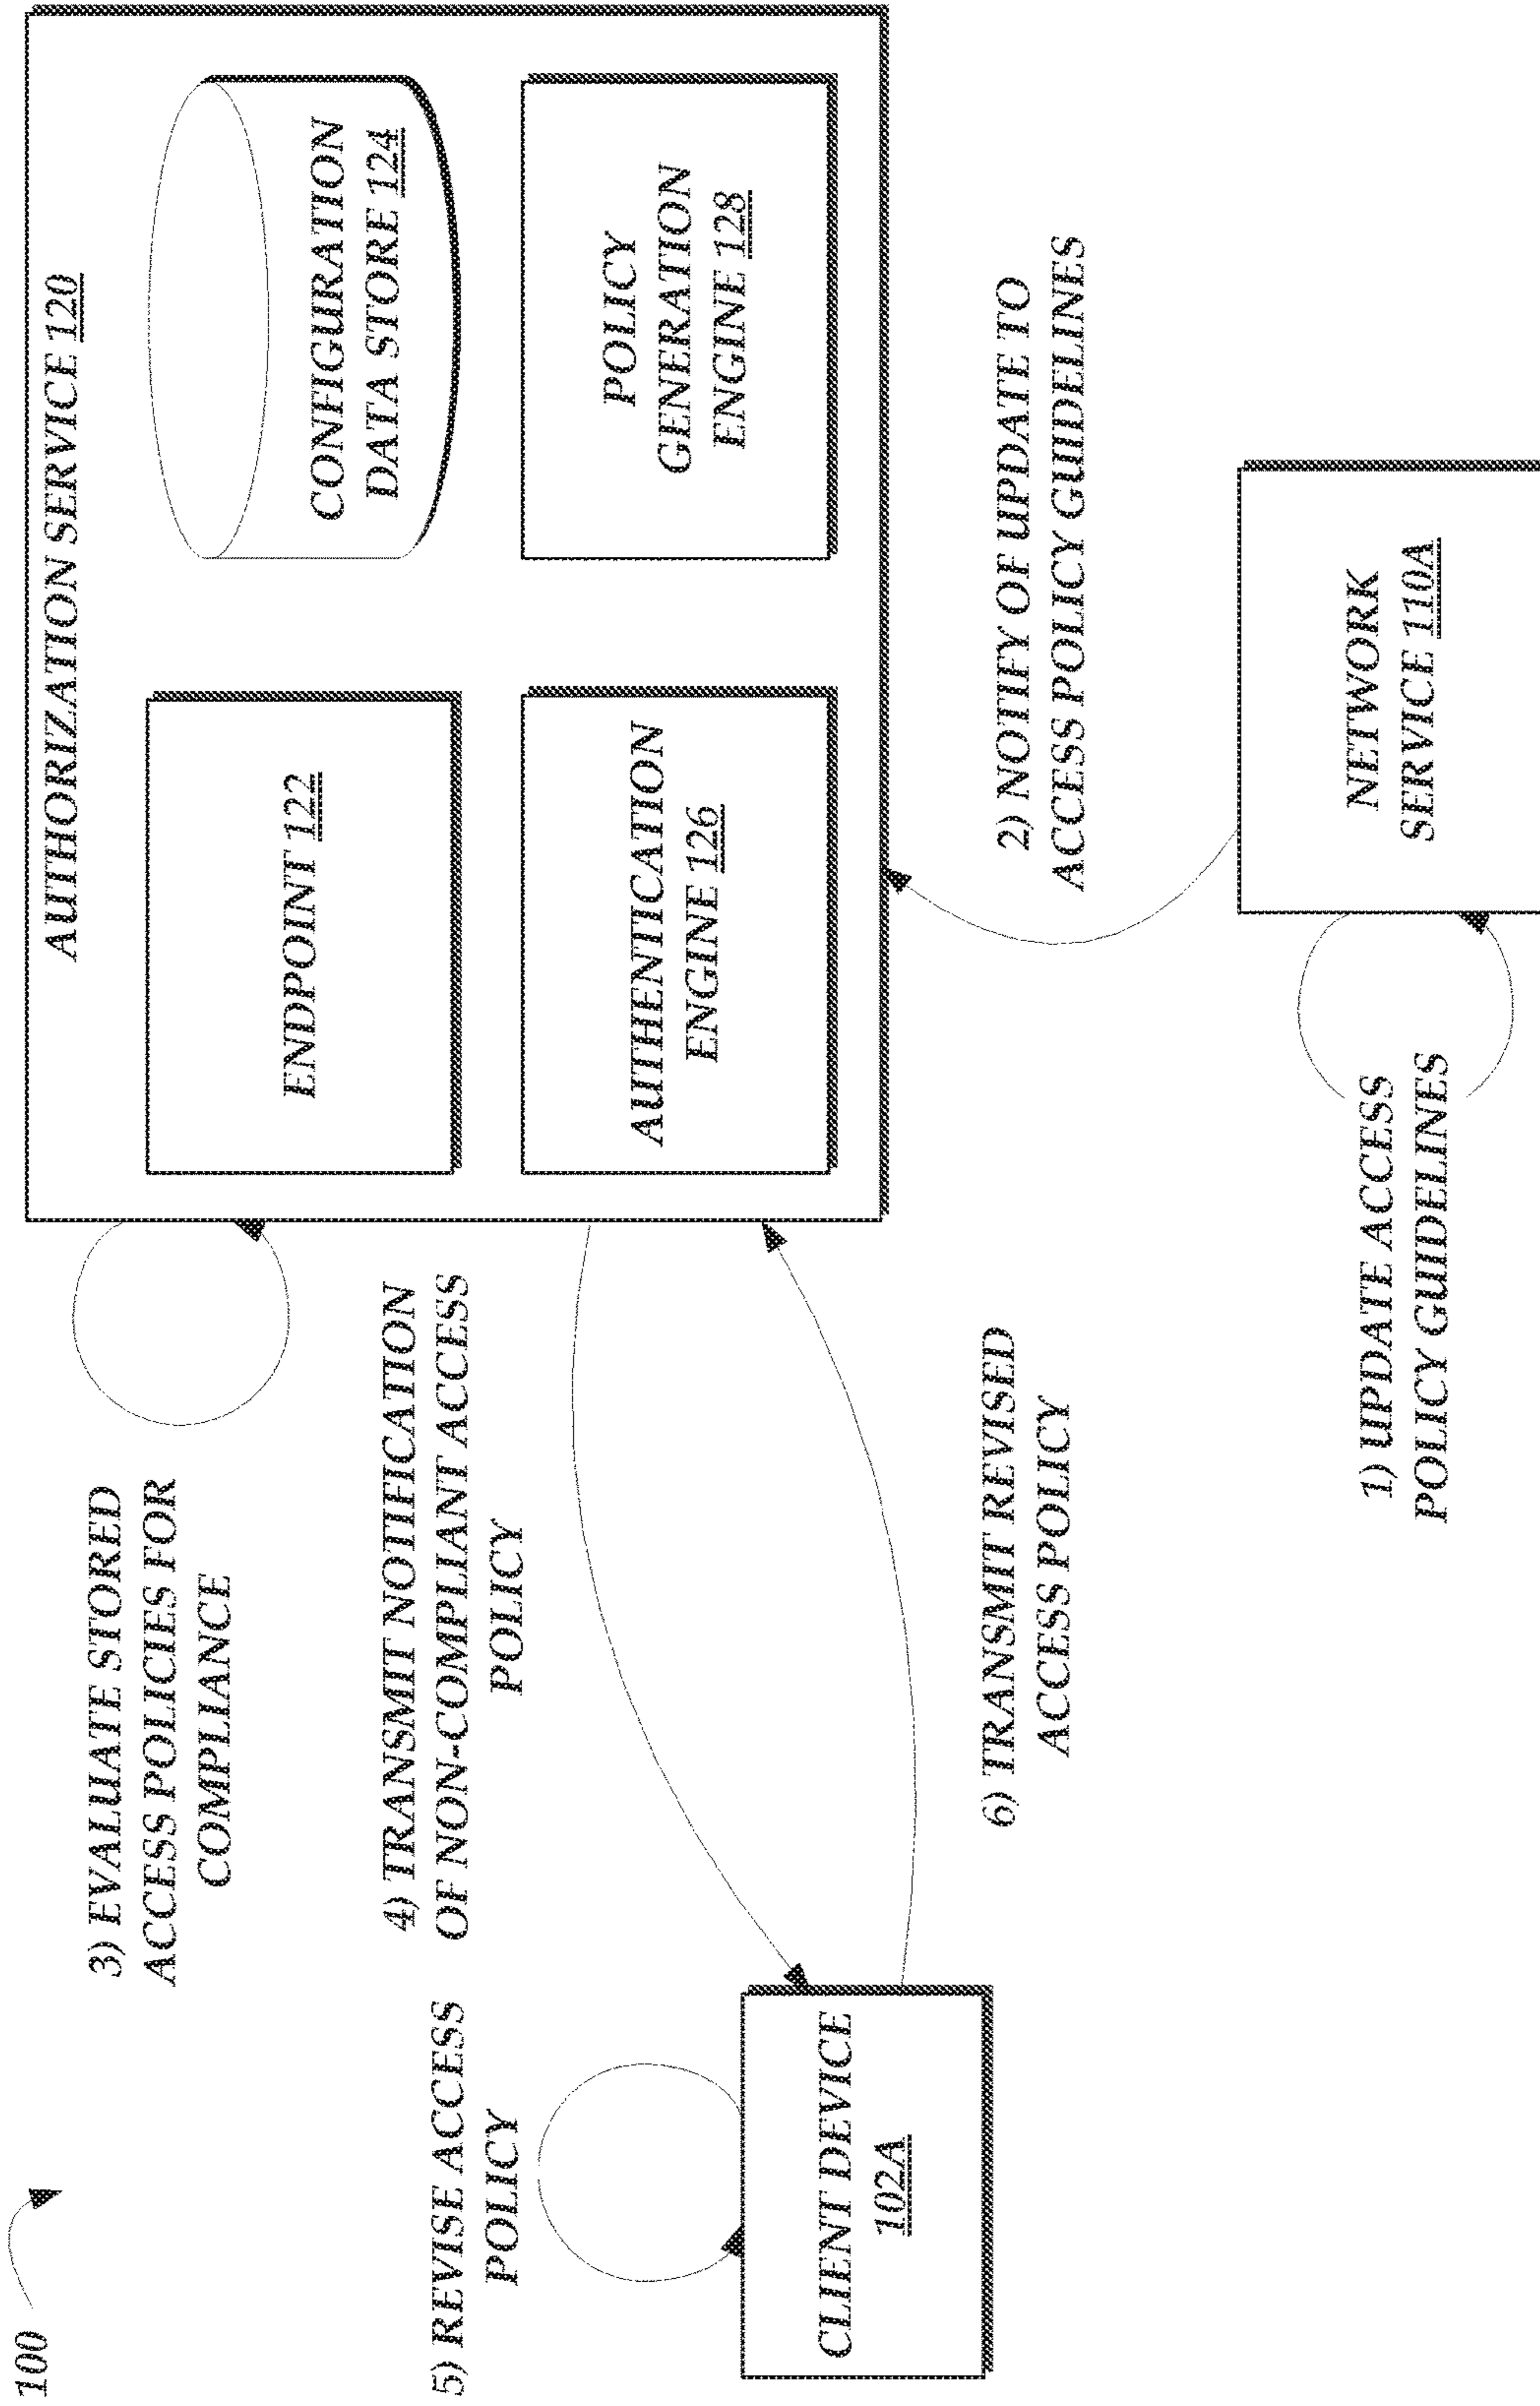 100
AUTHORIZATION SERVICE 120
ENDPOINT 122
CONFIGURATION
DATA STORE 124
AUTHENTICATION
ENGINE 126
POLICY
GENERATION
ENGINE 128
3) EVALUATE STORED
ACCESS POLICIES FOR
COMPLIANCE
4) TRANSMIT NOTIFICATION
OF NON-COMPLIANT ACCESS
POLICY
5) REVISE ACCESS
POLICY
CLIENT DEVICE
102A
6) TRANSMIT REVISED
ACCESS POLICY
2) NOTIFY OF UPDATE TO
ACCESS POLICY GUIDELINES
1) UPDATE ACCESS
POLICY GUIDELINES
NETWORK
SERVICE 110A